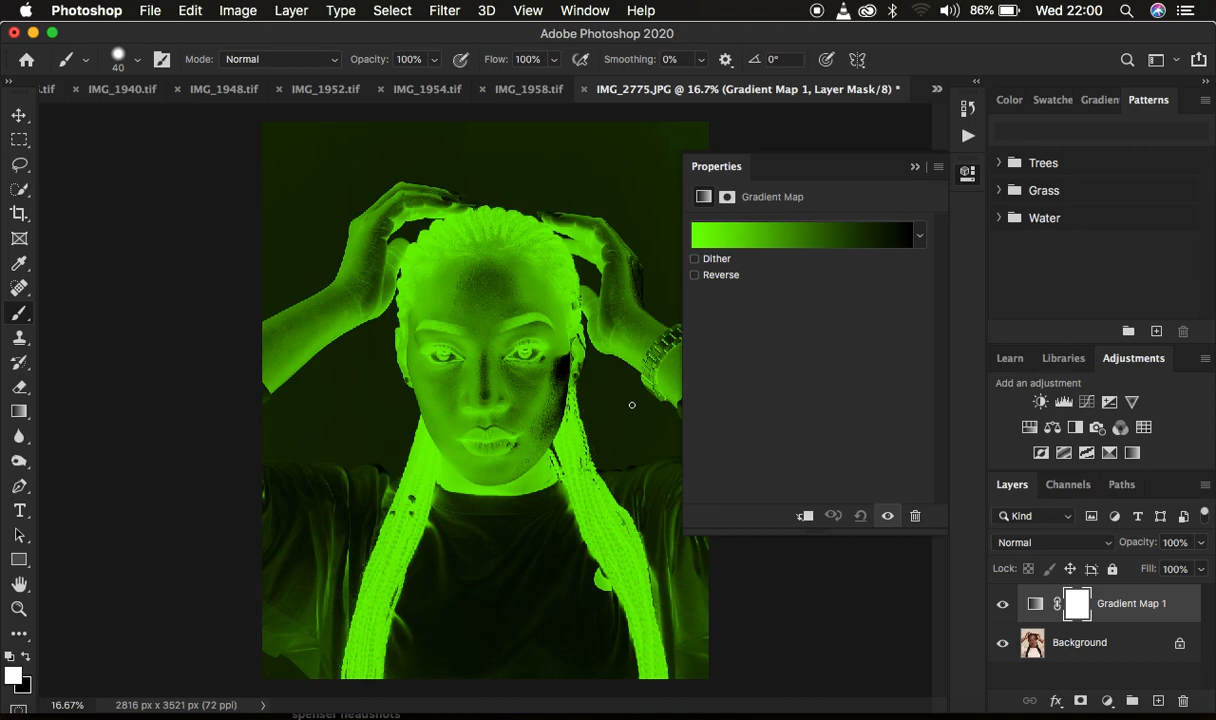 Photoshop File Edit Image Layer Type Select Filter 3D View Window Help 86% Wed 22:00
Adobe Photoshop 2020
40 Mode: Normal Opacity: 100% Flow: 100% Smoothing: 0% 0°
.tif IMG_1940.tif IMG_1948.tif IMG_1952.tif IMG_1954.tif IMG_1958.tif IMG_2775.JPG @ 16.7% (Gradient Map 1, Layer Mask/8) *
Color Swatche Gradien Patterns
Properties
Gradient Map
Dither
Reverse
Trees
Grass
Water
Learn Libraries Adjustments
Add an adjustment
Layers Channels Paths
Kind
Normal Opacity: 100%
Lock: Fill: 100%
Gradient Map 1
Background
16.67% 2816 px x 3521 px (72 ppi)
spenser headshots